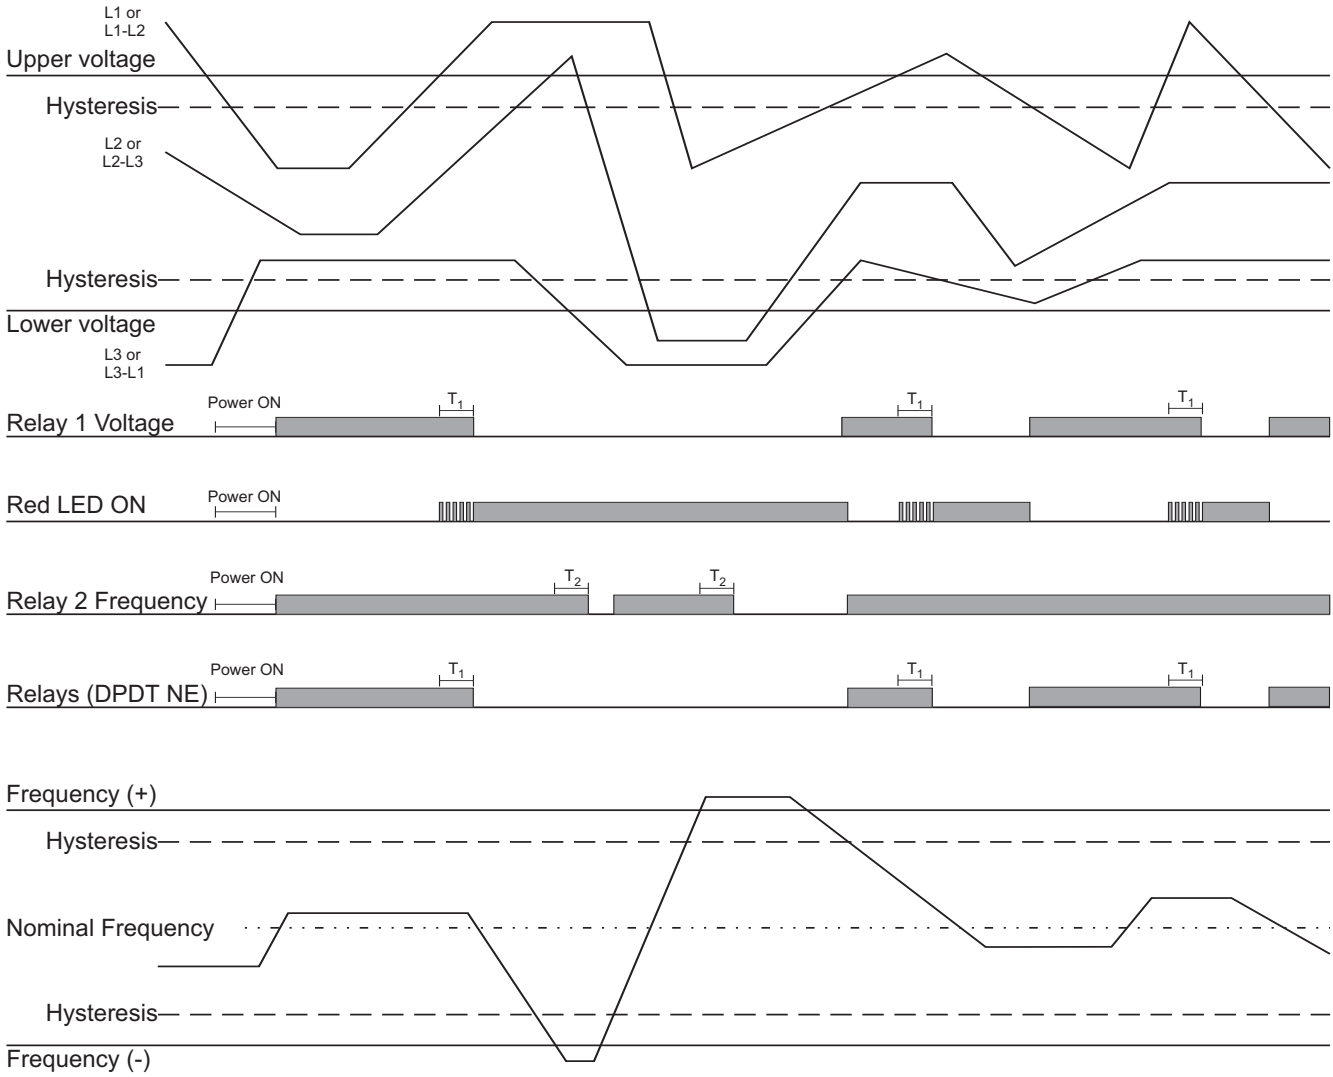 L1 or
L1-L2
Upper voltage
Hysteresis
L2 or
L2-L3
Hysteresis
Lower voltage
L3 or
L3-L1
Power ON
T1
T1
T1
Relay 1 Voltage
Power ON
Red LED ON
Power ON
T2
T2
Relay 2 Frequency
Power ON
T1
T1
T1
Relays (DPDT NE)
Frequency (+)
Hysteresis
Nominal Frequency
Hysteresis
Frequency (-)